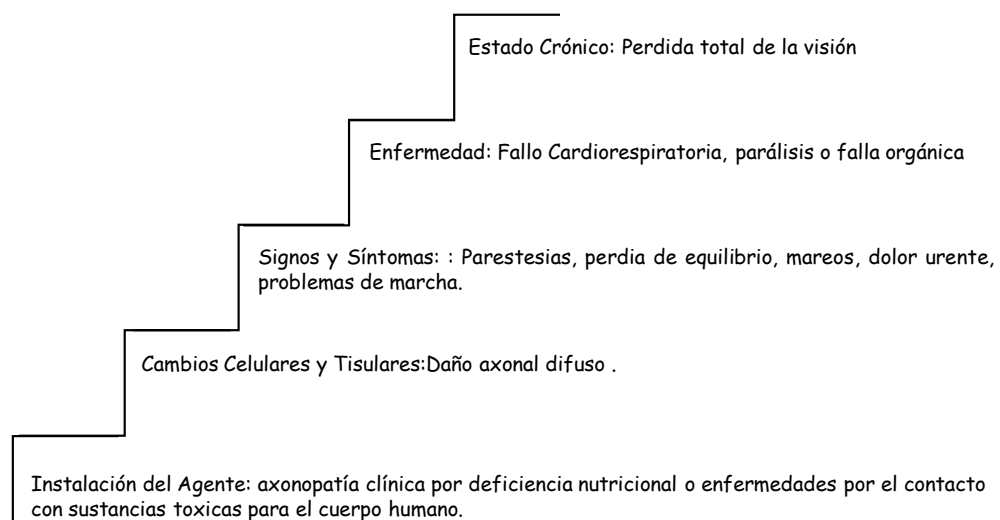 Estado Crónico: Perdida total de la visión
Enfermedad: Fallo Cardiorespiratoria, parálisis o falla orgánica
Signos y Síntomas: : Parestesias, perdia de equilibrio, mareos, dolor urente,
problemas de marcha.
Cambios Celulares y Tisulares:Daño axonal difuso .
Instalación del Agente: axonopatía clínica por deficiencia nutricional o enfermedades por el contacto
con sustancias toxicas para el cuerpo humano.